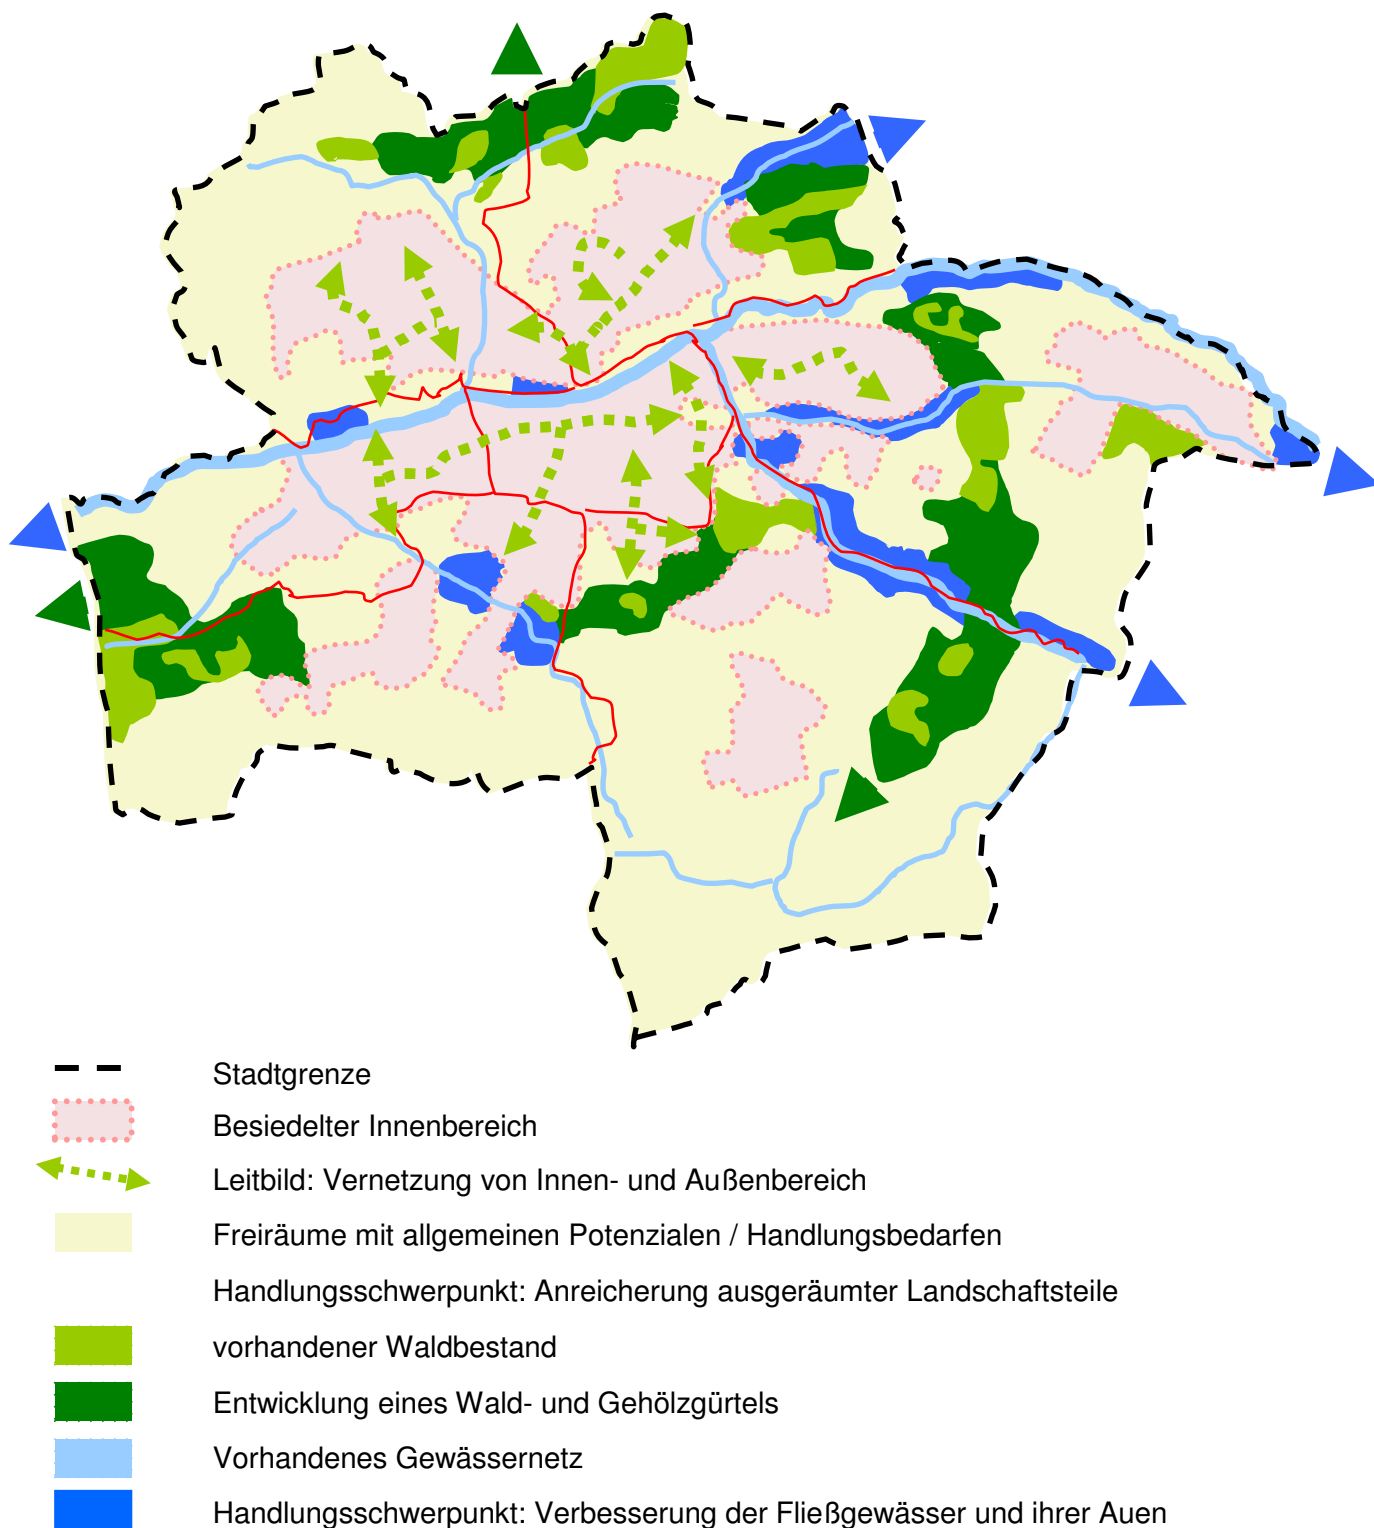 Stadtgrenze
Besiedelter Innenbereich
Leitbild: Vernetzung von Innen- und Außenbereich
Freiräume mit allgemeinen Potenzialen / Handlungsbedarfen
Handlungsschwerpunkt: Anreicherung ausgeräumter Landschaftsteile
vorhandener Waldbestand
Entwicklung eines Wald- und Gehölzgürtels
Vorhandenes Gewässernetz
Handlungsschwerpunkt: Verbesserung der Fließgewässer und ihrer Auen